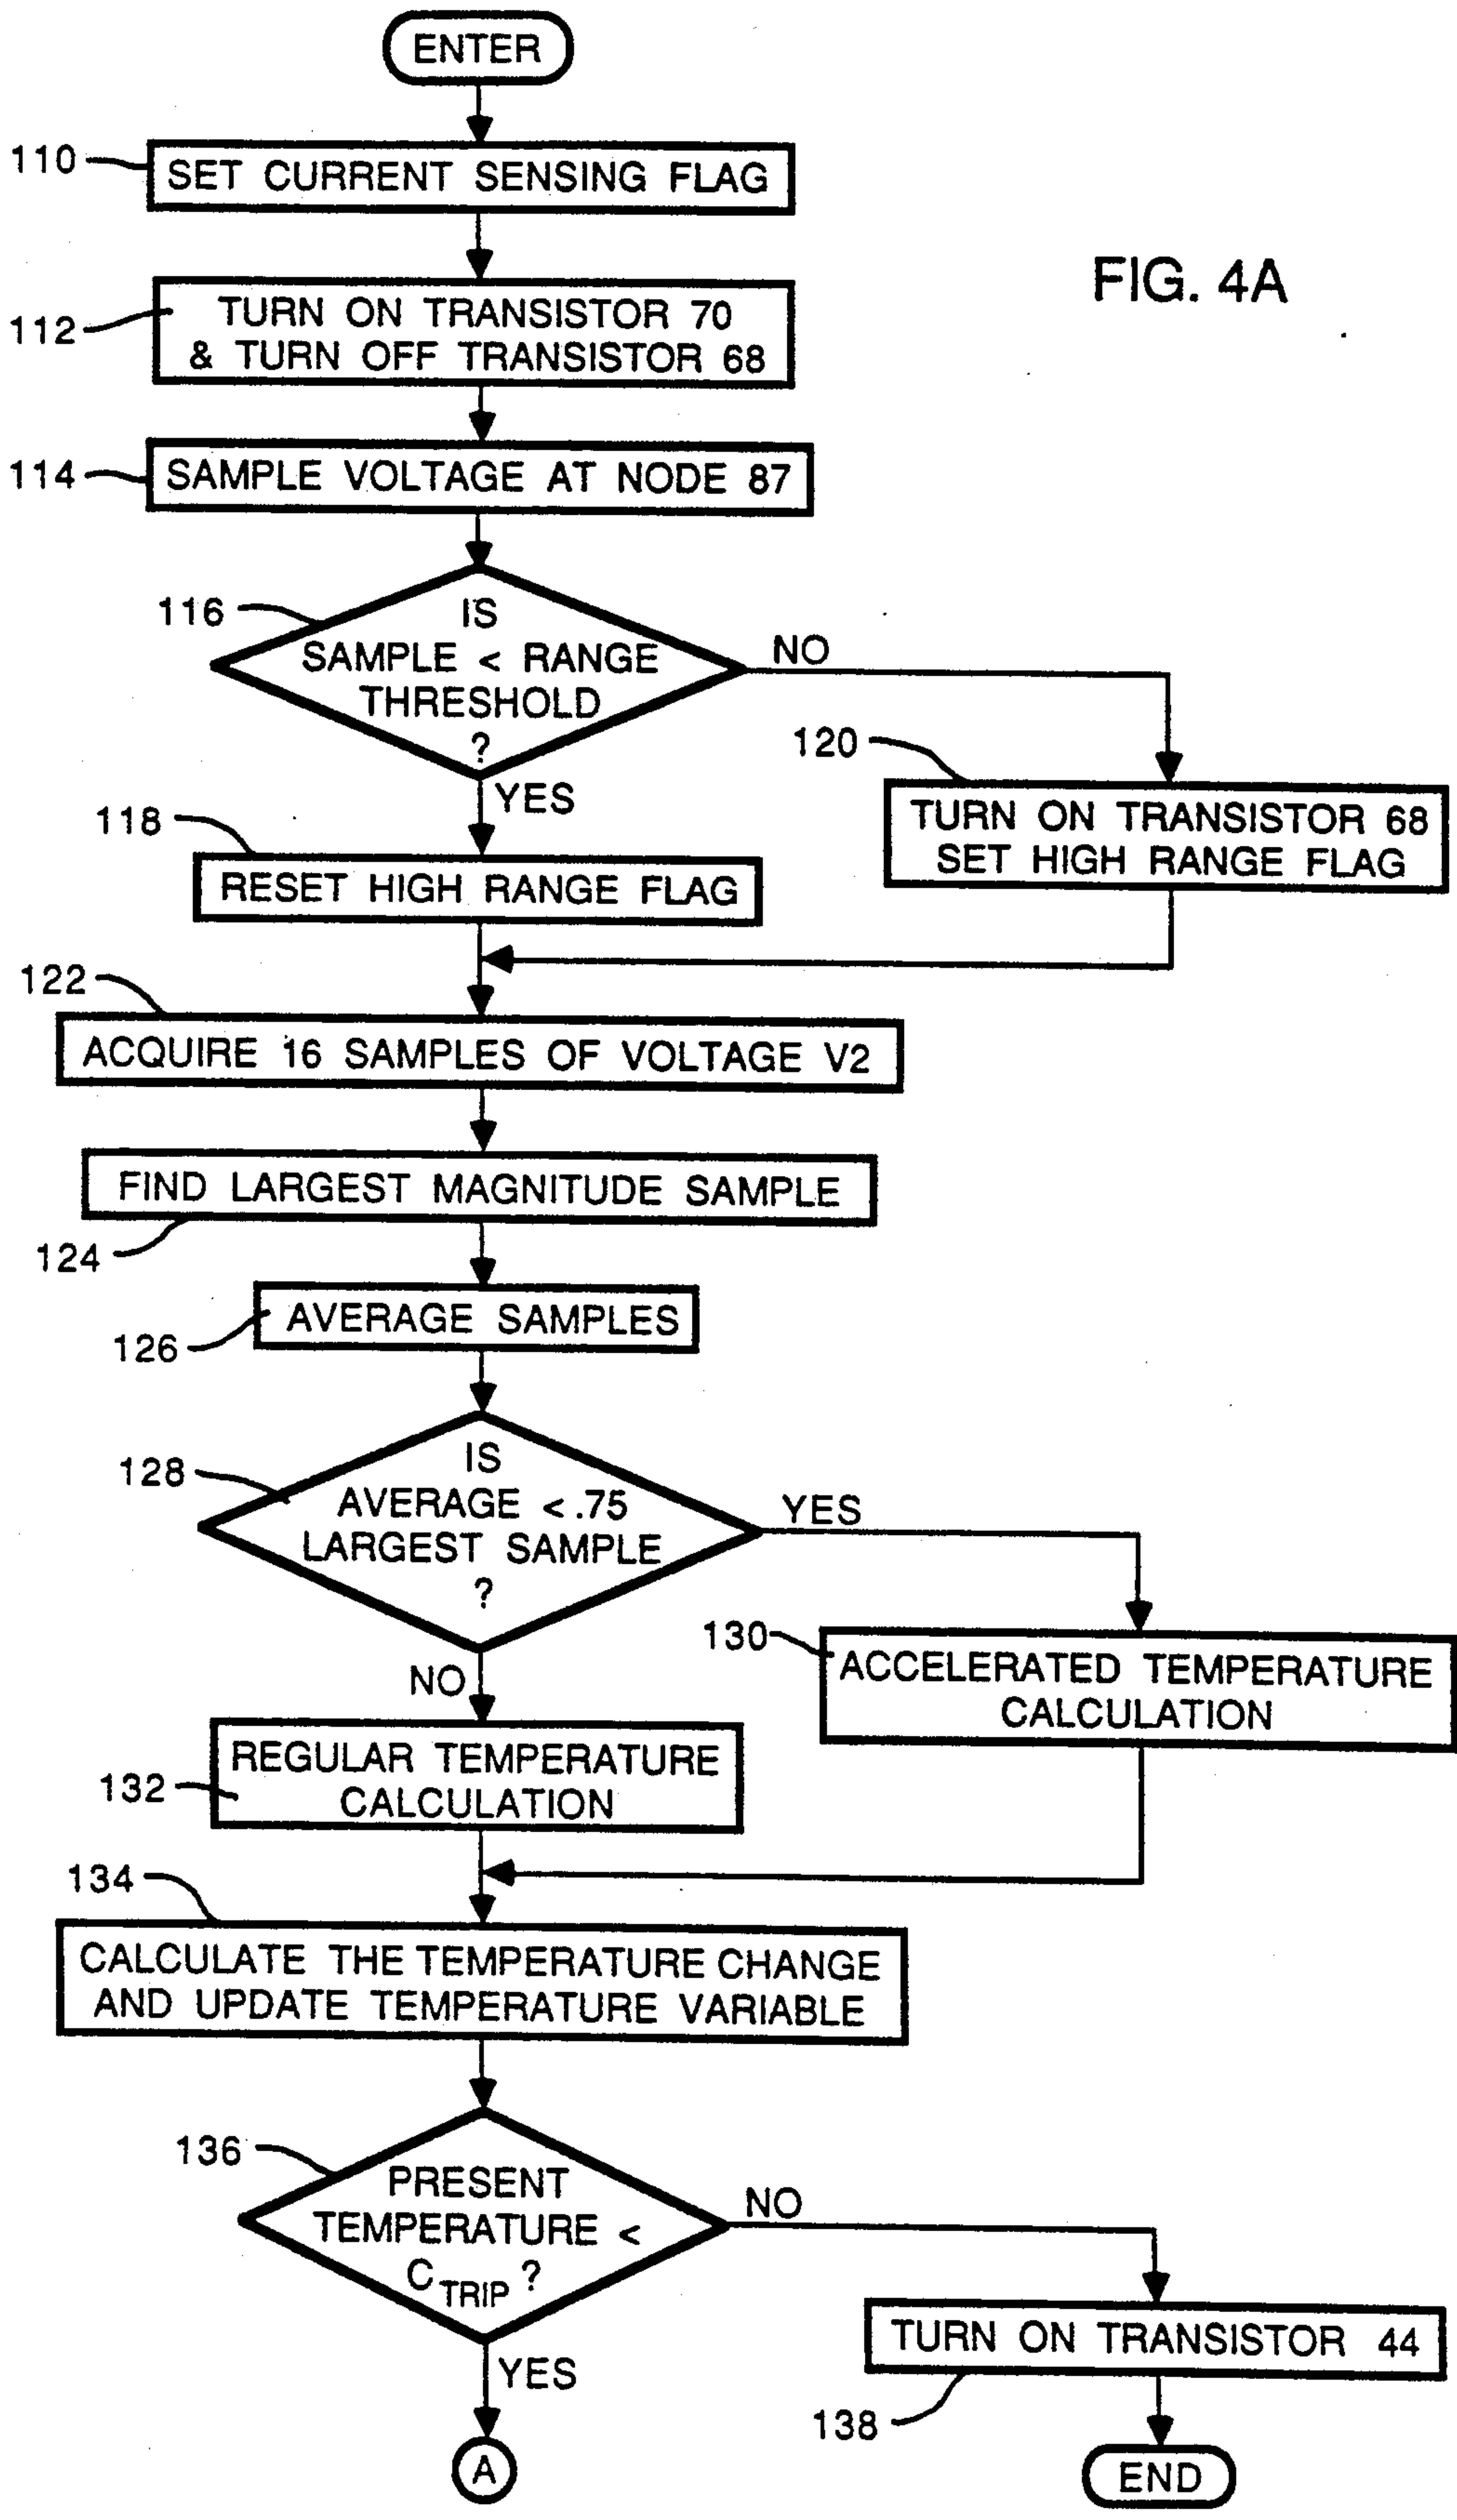 ENTER
110
SET CURRENT SENSING FLAG
FIG. 4A
112
TURN ON TRANSISTOR 70
& TURN OFF TRANSISTOR 68
114
SAMPLE VOLTAGE AT NODE 87
116
IS
SAMPLE < RANGE
THRESHOLD
?
NO
YES
120
TURN ON TRANSISTOR 68
SET HIGH RANGE FLAG
118
RESET HIGH RANGE FLAG
122
ACQUIRE 16 SAMPLES OF VOLTAGE V2
FIND LARGEST MAGNITUDE SAMPLE
124
AVERAGE SAMPLES
126
128
IS
AVERAGE < .75
LARGEST SAMPLE
?
YES
NO
130
ACCELERATED TEMPERATURE
CALCULATION
132
REGULAR TEMPERATURE
CALCULATION
134
CALCULATE THE TEMPERATURE CHANGE
AND UPDATE TEMPERATURE VARIABLE
136
PRESENT
TEMPERATURE <
C TRIP ?
NO
YES
TURN ON TRANSISTOR 44
138
A
END